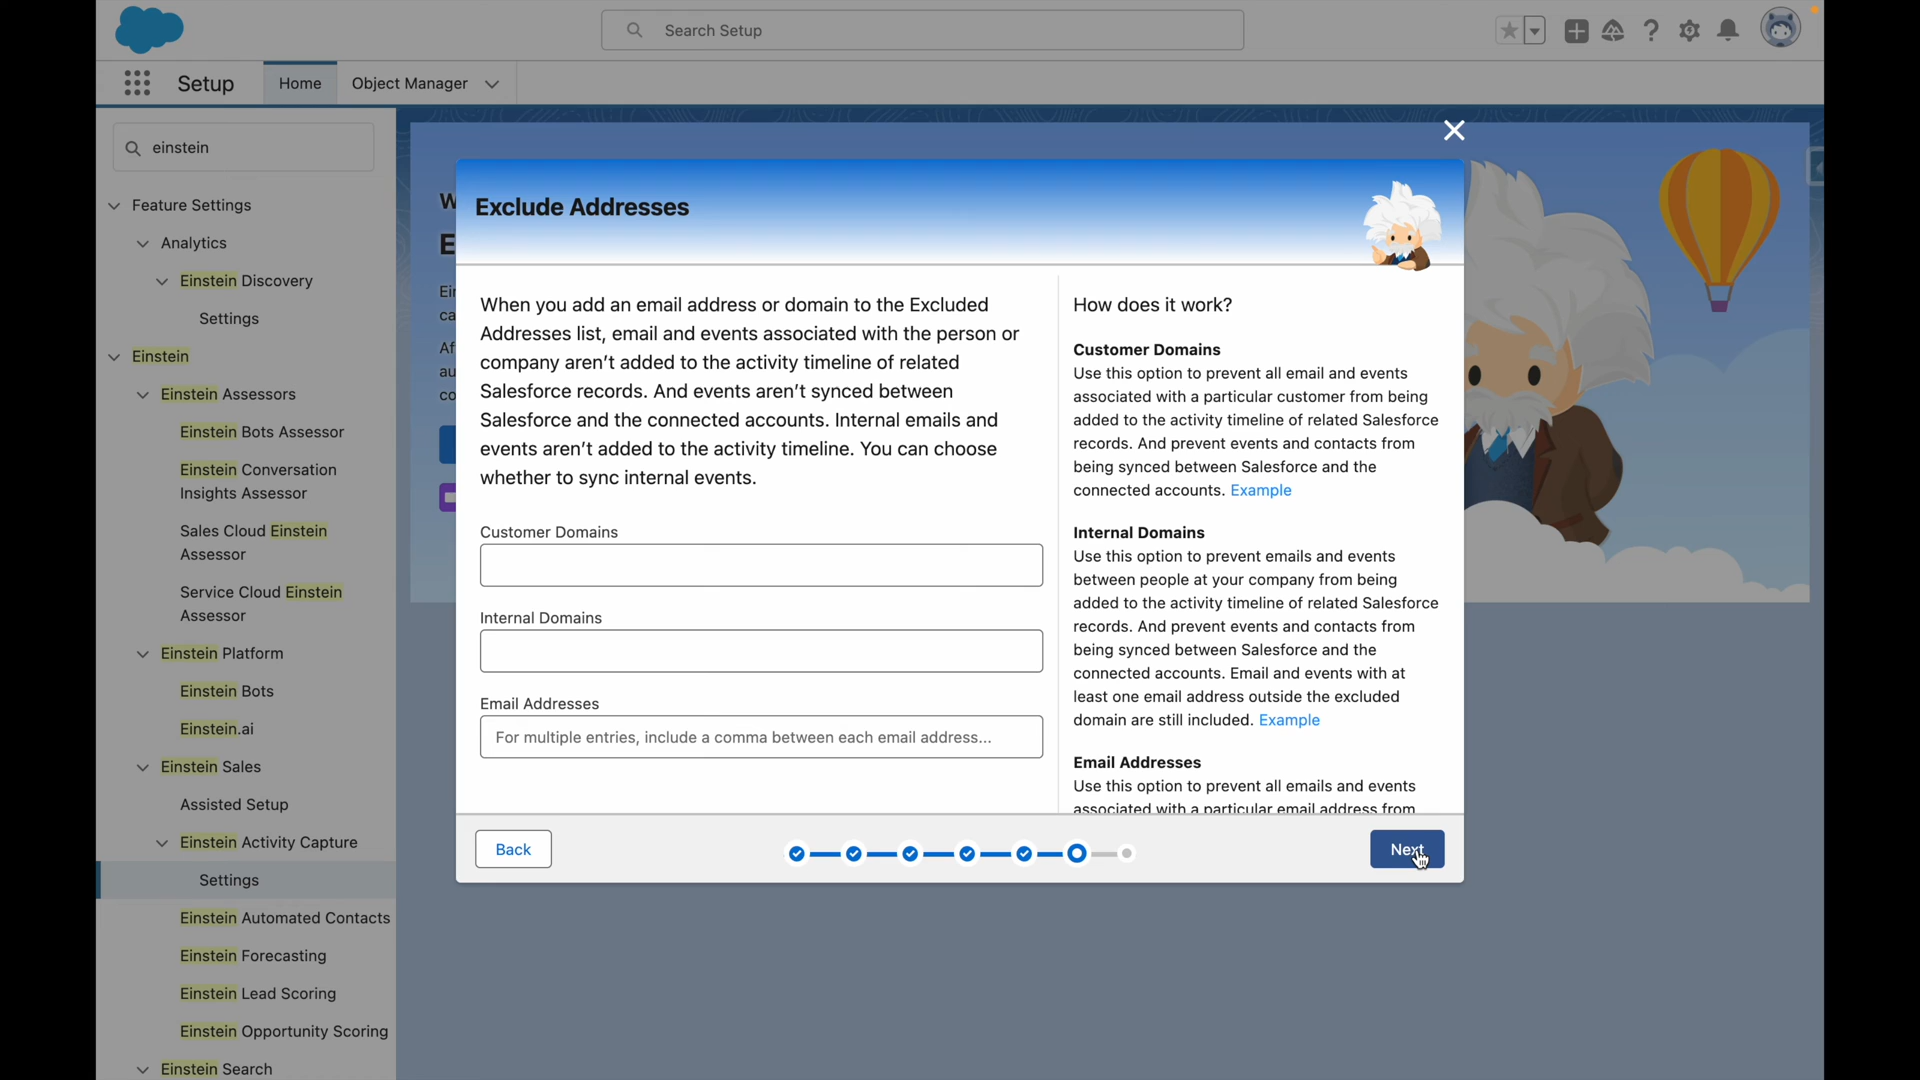 Search Setup
Setup
Home
Object Manager
einstein
Feature Settings
Analytics
Einstein Discovery
Settings
Einstein
Einstein Assessors
Einstein Bots Assessor
Einstein Conversation
Insights Assessor
Sales Cloud Einstein
Assessor
Service Cloud Einstein
Assessor
Einstein Platform
Einstein Bots
Einstein.ai
Einstein Sales
Assisted Setup
Einstein Activity Capture
Settings
Einstein Automated Contacts
Einstein Forecasting
Einstein Lead Scoring
Einstein Opportunity Scoring
Einstein Search
Exclude Addresses
When you add an email address or domain to the Excluded
Addresses list, email and events associated with the person or
company aren't added to the activity timeline of related
Salesforce records. And events aren't synced between
Salesforce and the connected accounts. Internal emails and
events aren't added to the activity timeline. You can choose
whether to sync internal events.
Customer Domains
Internal Domains
Email Addresses
For multiple entries, include a comma between each email address...
How does it work?
Customer Domains
Use this option to prevent all email and events
associated with a particular customer from being
added to the activity timeline of related Salesforce
records. And prevent events and contacts from
being synced between Salesforce and the
connected accounts. Example
Internal Domains
Use this option to prevent emails and events
between people at your company from being
added to the activity timeline of related Salesforce
records. And prevent events and contacts from
being synced between Salesforce and the
connected accounts. Email and events with at
least one email address outside the excluded
domain are still included. Example
Email Addresses
Use this option to prevent all emails and events
associated with a particular email address from
Back
Next